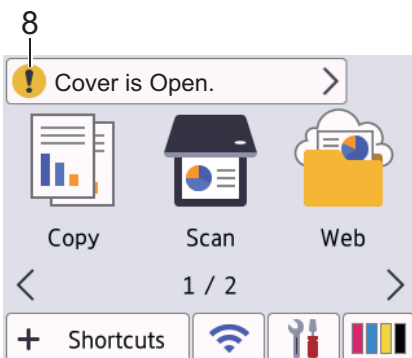 8
Cover is Open.
Copy Scan Web
1 / 2
+ Shortcuts